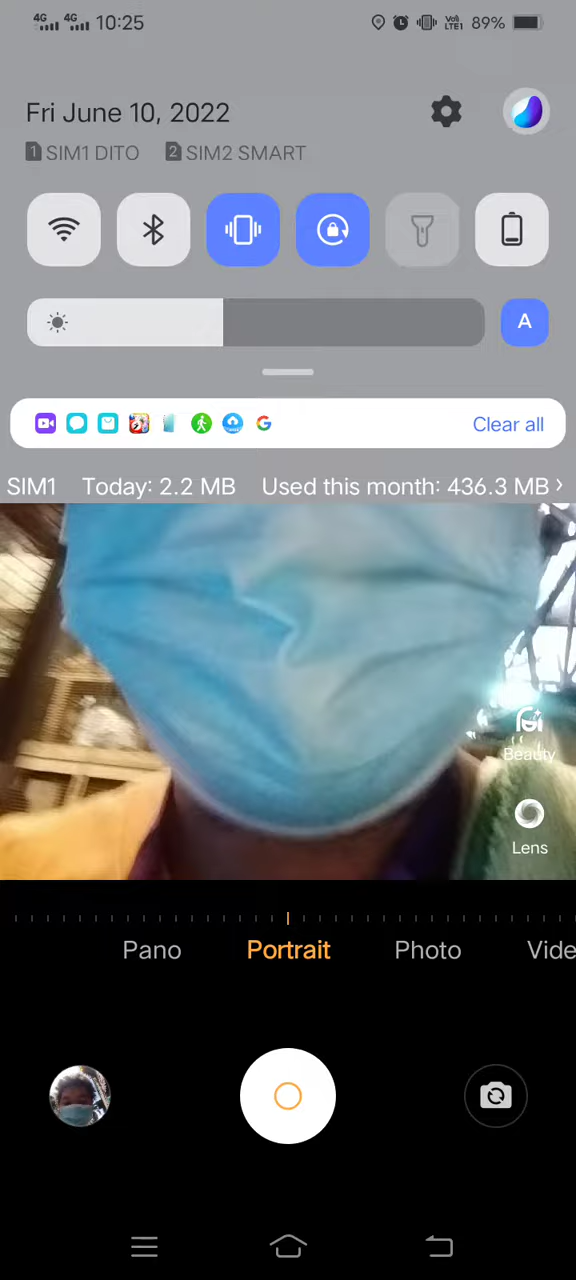 4G 4G 10:25 VoLTE1 89%
Fri June 10, 2022
1 SIM1 DITO 2 SIM2 SMART
A
Clear all
SIM1 Today: 2.2 MB Used this month: 436.3 MB ›
Beauty
Lens
Pano Portrait Photo Vide